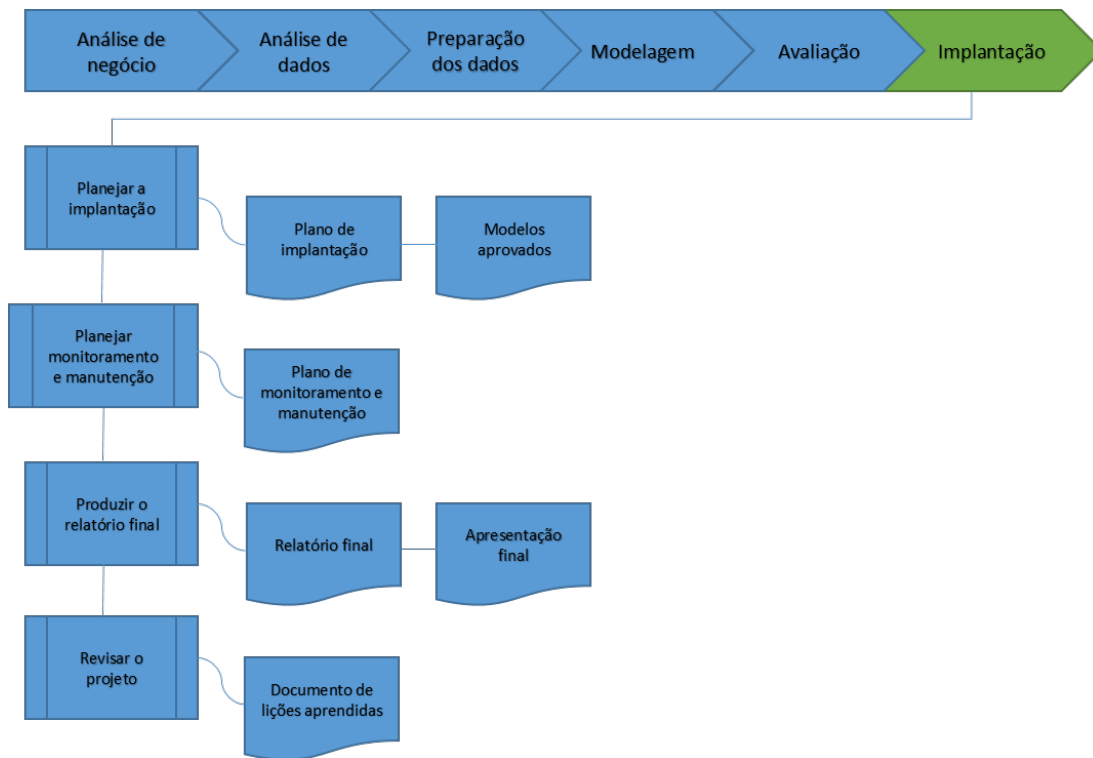 Análise de
negócio
Análise de
dados
Preparação
dos dados
Modelagem
Avaliação
Implantação
Planejar a
implantação
Plano de
implantação
Modelos
aprovados
Planejar
monitoramento
e manutenção
Plano de
monitoramento e
manutenção
Produzir o
relatório final
Relatório final
Apresentação
final
Revisar o
projeto
Documento de
lições aprendidas